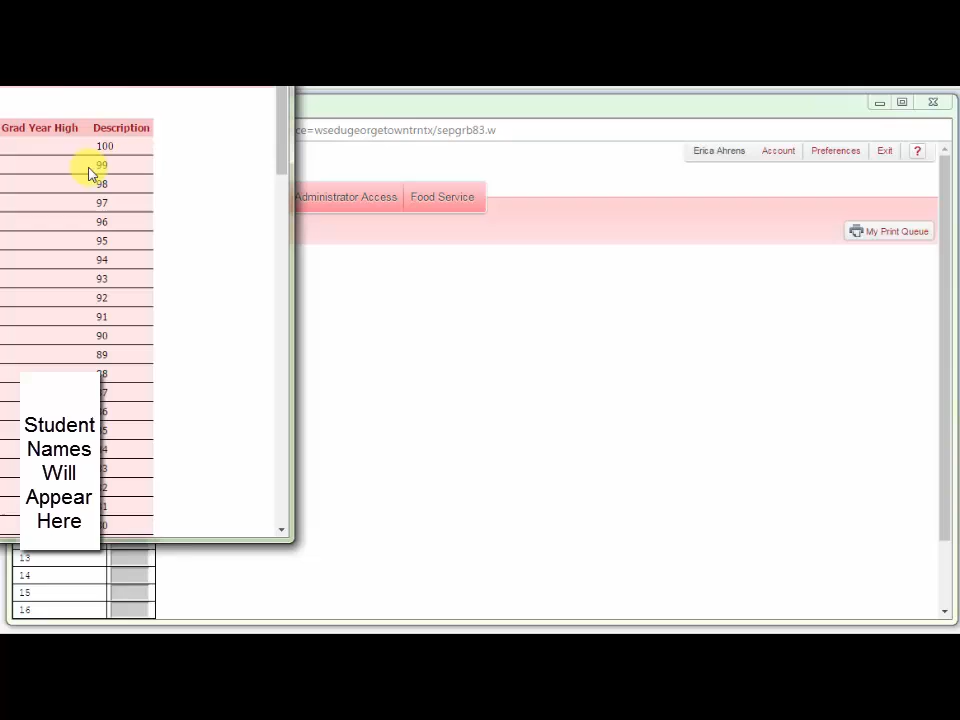 Grad Year High Description
100
99
98
97
96
95
94
93
92
91
90
89
Student
Names
Will
Appear
Here
13
14
15
16
ce=wsedugeorgetowntrntx/sepgrb83.w
Erica Ahrens Account Preferences Exit ?
Administrator Access Food Service
My Print Queue